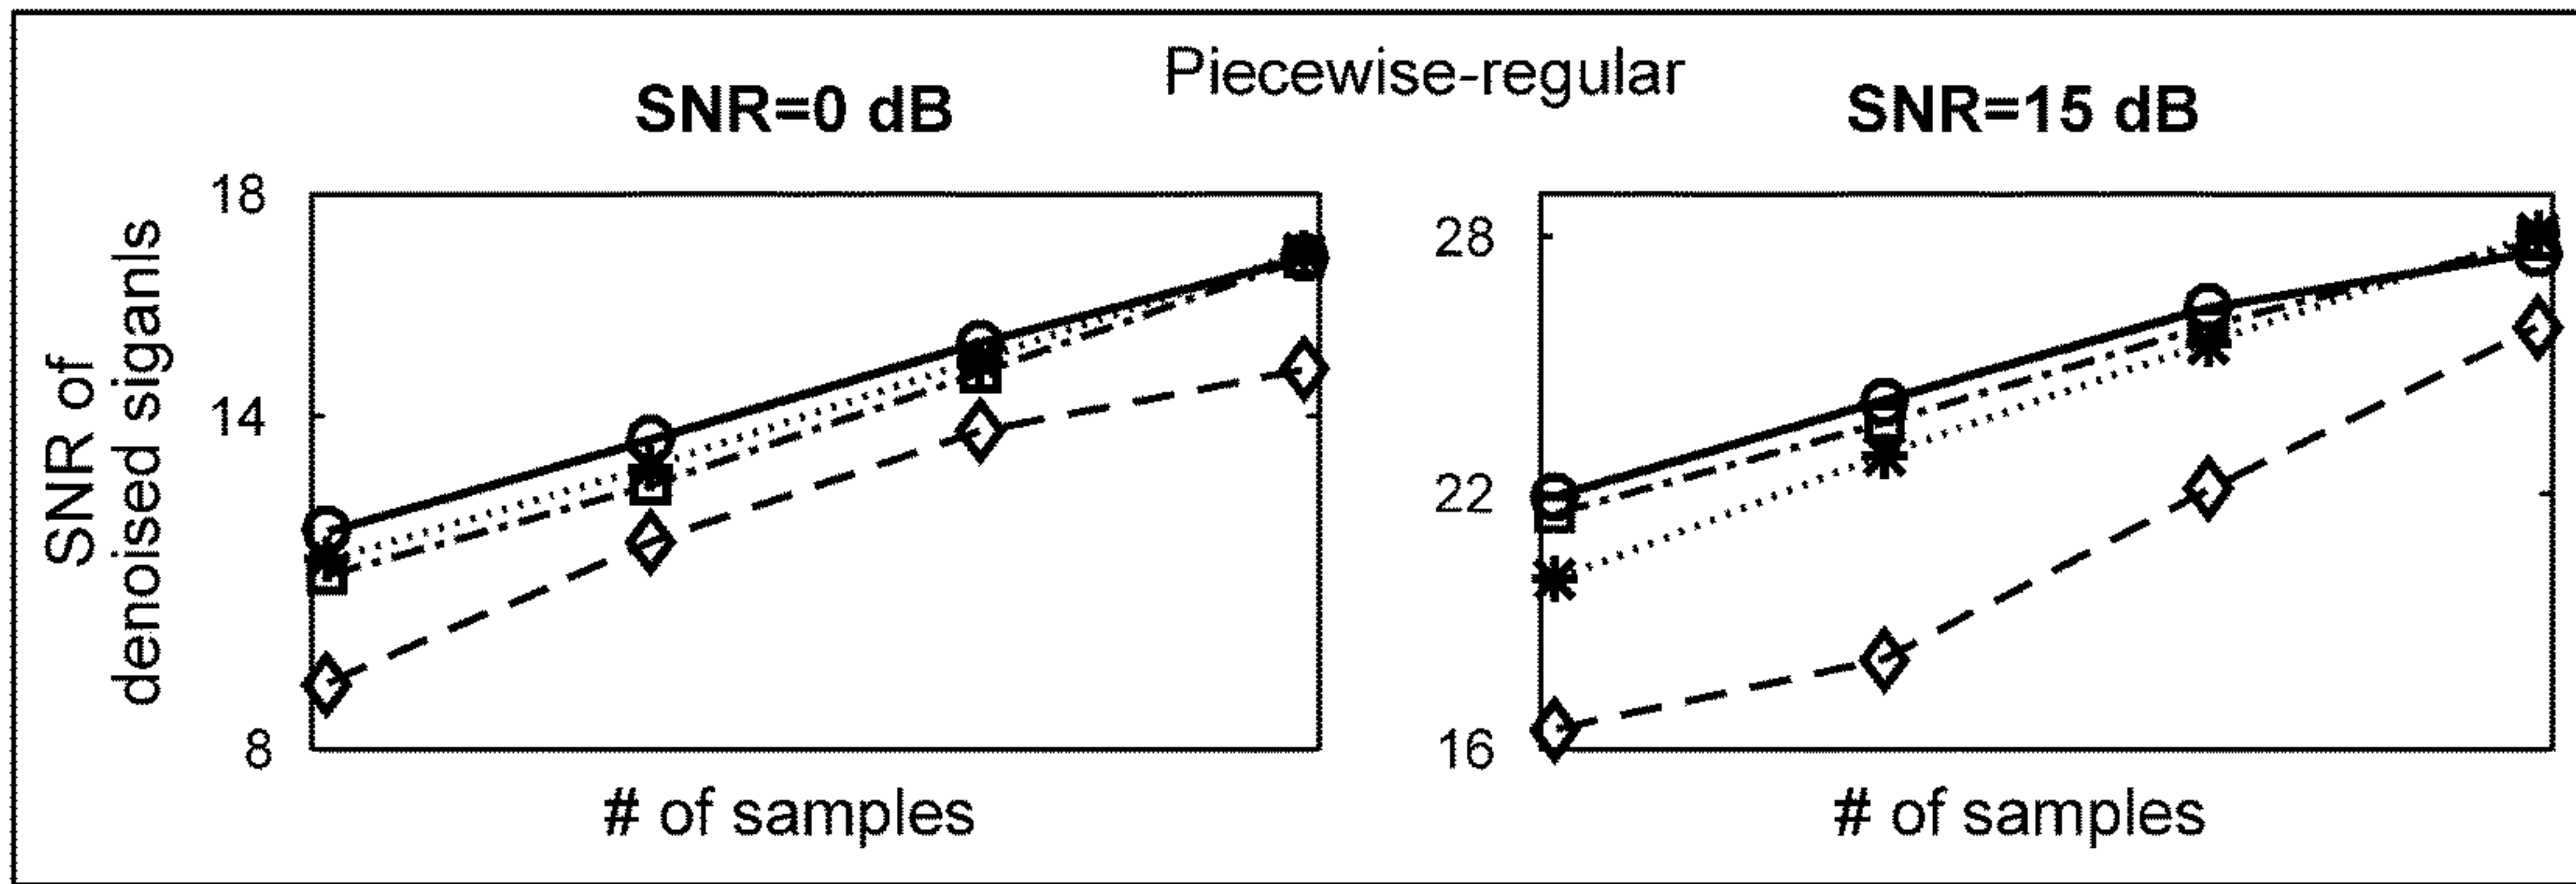 Piecewise-regular
SNR=0 dB
SNR=15 dB
SNR of
denoised siganls
18
14
8
# of samples
28
22
16
# of samples